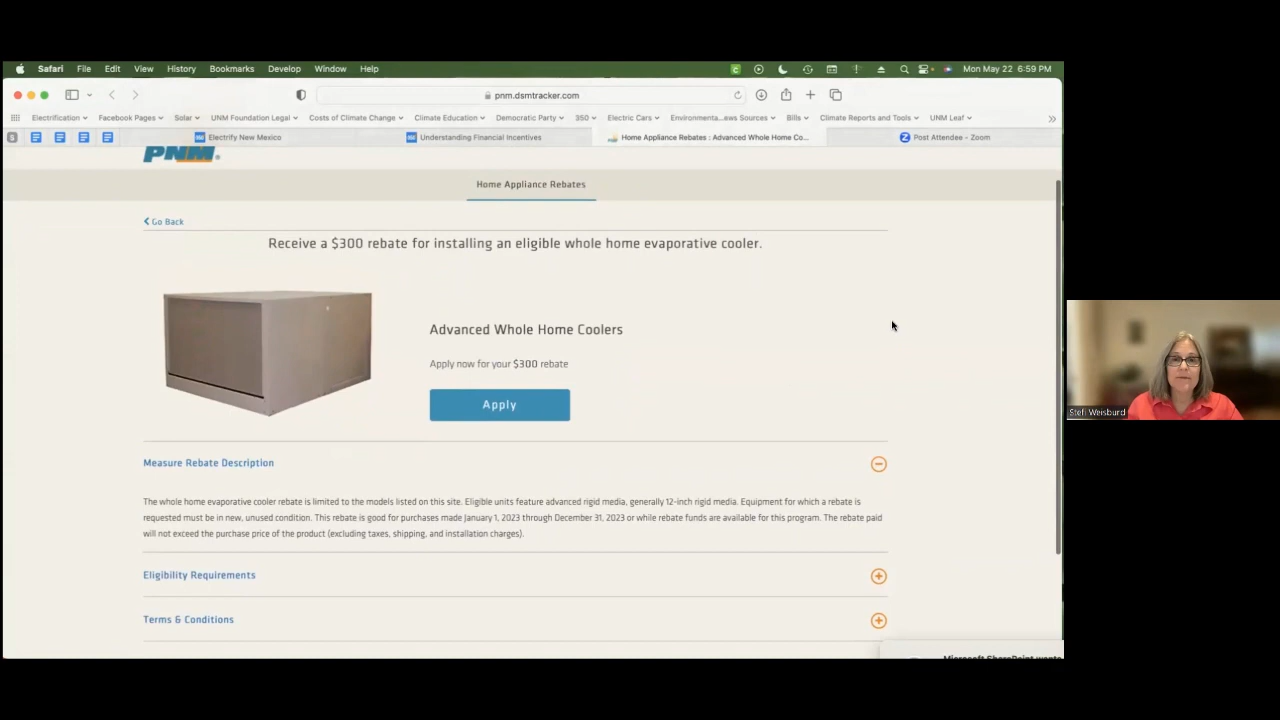 Safari File Edit View History Bookmarks Develop Window Help Mon May 22 6:59 PM
pnm.dsmtracker.com
Electrification Facebook Pages Solar UNM Foundation Legal Costs of Climate Change Climate Education Democratic Party 350 Electric Cars Environmenta...aws Sources Bills Climate Reports and Tools UNM Leaf
Electrify New Mexico Understanding Financial Incentives Home Appliance Rebates : Advanced Whole Home Co... Post Attendee - Zoom
PNM
Home Appliance Rebates
Go Back
Receive a $300 rebate for installing an eligible whole home evaporative cooler.
Advanced Whole Home Coolers
Apply now for your $300 rebate
Apply
Measure Rebate Description
The whole home evaporative cooler rebate is limited to the models listed on this site. Eligible units feature advanced rigid media, generally 12-inch rigid media. Equipment for which a rebate is
requested must be in new, unused condition. This rebate is good for purchases made January 1, 2023 through December 31, 2023 or while rebate funds are available for this program. The rebate paid
will not exceed the purchase price of the product (excluding taxes, shipping, and installation charges).
Eligibility Requirements
Terms & Conditions
Microsoft SharePoint wants
Stefi Weisburd